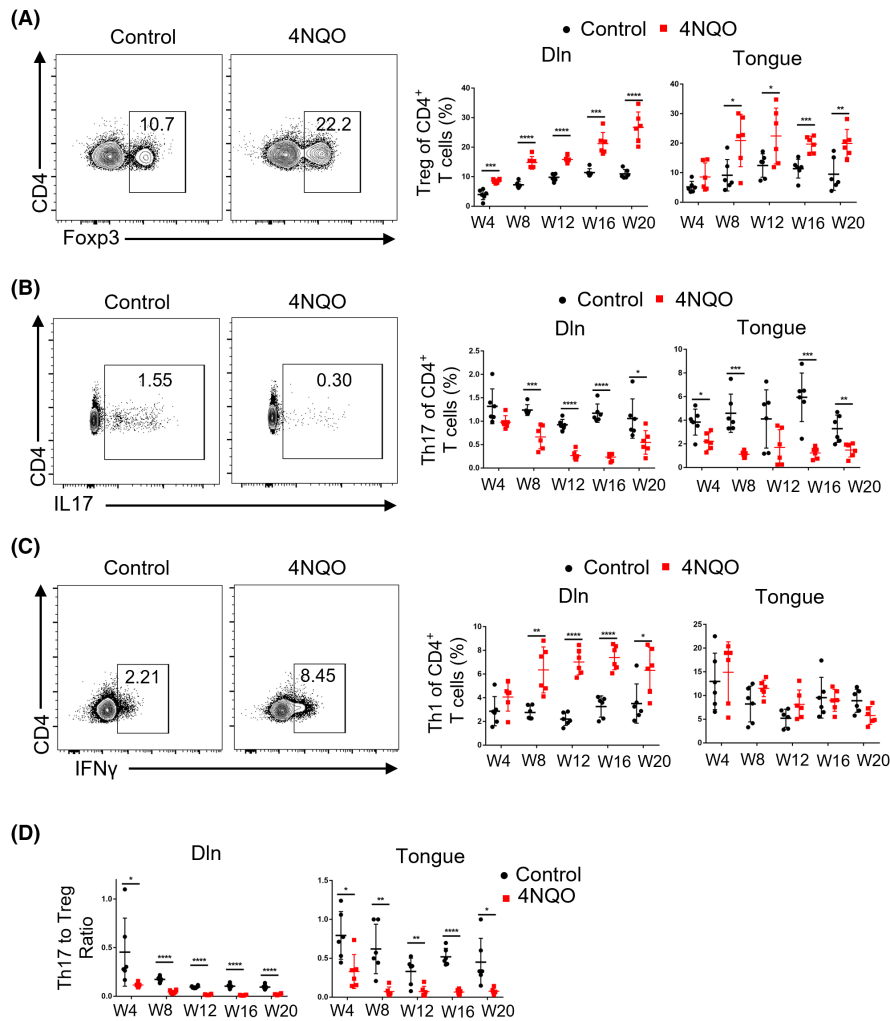 (A)
Control 4NQO
10.7
22.2
CD4
Foxp3
Control 4NQO
Dln
Tongue
Treg of CD4⁺
T cells (%)
40
30
20
10
0
*** **** **** *** ****
W4 W8 W12 W16 W20
40
30
20
10
0
* * *** **
W4 W8 W12 W16 W20
(B)
Control 4NQO
1.55
0.30
CD4
IL17
Control 4NQO
Dln
Tongue
Th17 of CD4⁺
T cells (%)
2.5
2.0
1.5
1.0
0.5
0.0
*** **** **** *
W4 W8 W12 W16 W20
10
8
6
4
2
0
* *** *** **
W4 W8 W12 W16 W20
(C)
Control 4NQO
2.21
8.45
CD4
IFNγ
Control 4NQO
Dln
Tongue
Th1 of CD4⁺
T cells (%)
10
8
6
4
2
0
** **** **** *
W4 W8 W12 W16 W20
25
20
15
10
5
0
W4 W8 W12 W16 W20
(D)
Dln
Tongue
Control
4NQO
Th17 to Treg
Ratio
1.0
0.5
0.0
* **** **** **** ****
W4 W8 W12 W16 W20
1.5
1.0
0.5
0.0
* ** ** **** *
W4 W8 W12 W16 W20